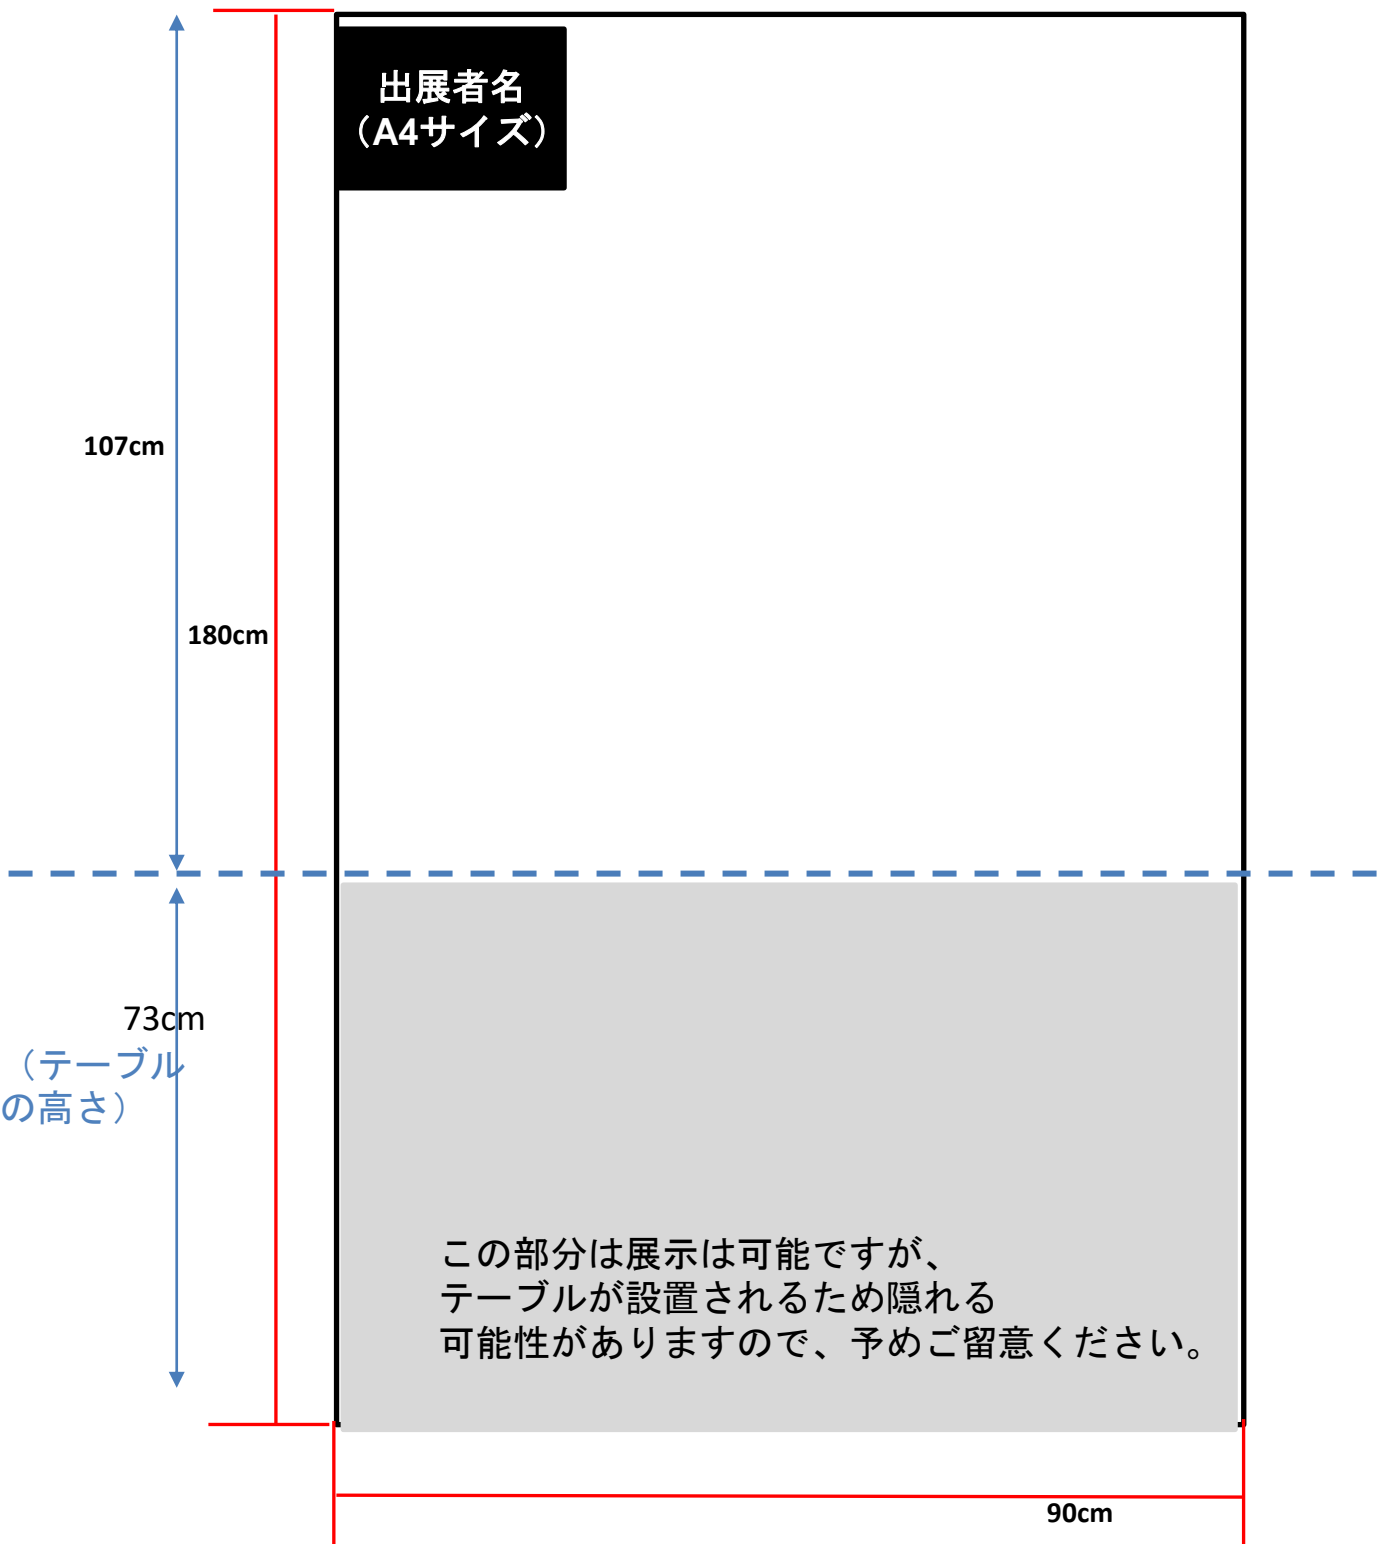 出展者名
（A4サイズ）
107cm
180cm
73cm
（テーブル
の高さ）
この部分は展示は可能ですが、
テーブルが設置されるため隠れる
可能性がありますので、予めご留意ください。
90cm